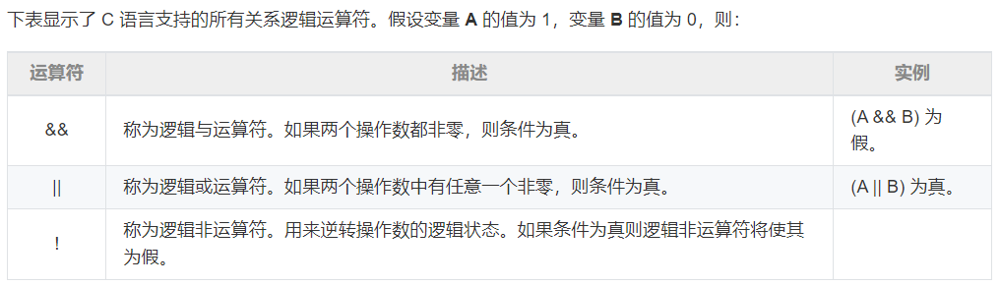 下表显示了 C 语言支持的所有关系逻辑运算符。假设变量 A 的值为 1，变量 B 的值为 0，则：
运算符 描述 实例
&& 称为逻辑与运算符。如果两个操作数都非零，则条件为真。 (A && B) 为
假。
|| 称为逻辑或运算符。如果两个操作数中有任意一个非零，则条件为真。 (A || B) 为真。
! 称为逻辑非运算符。用来逆转操作数的逻辑状态。如果条件为真则逻辑非运算符将使其
为假。